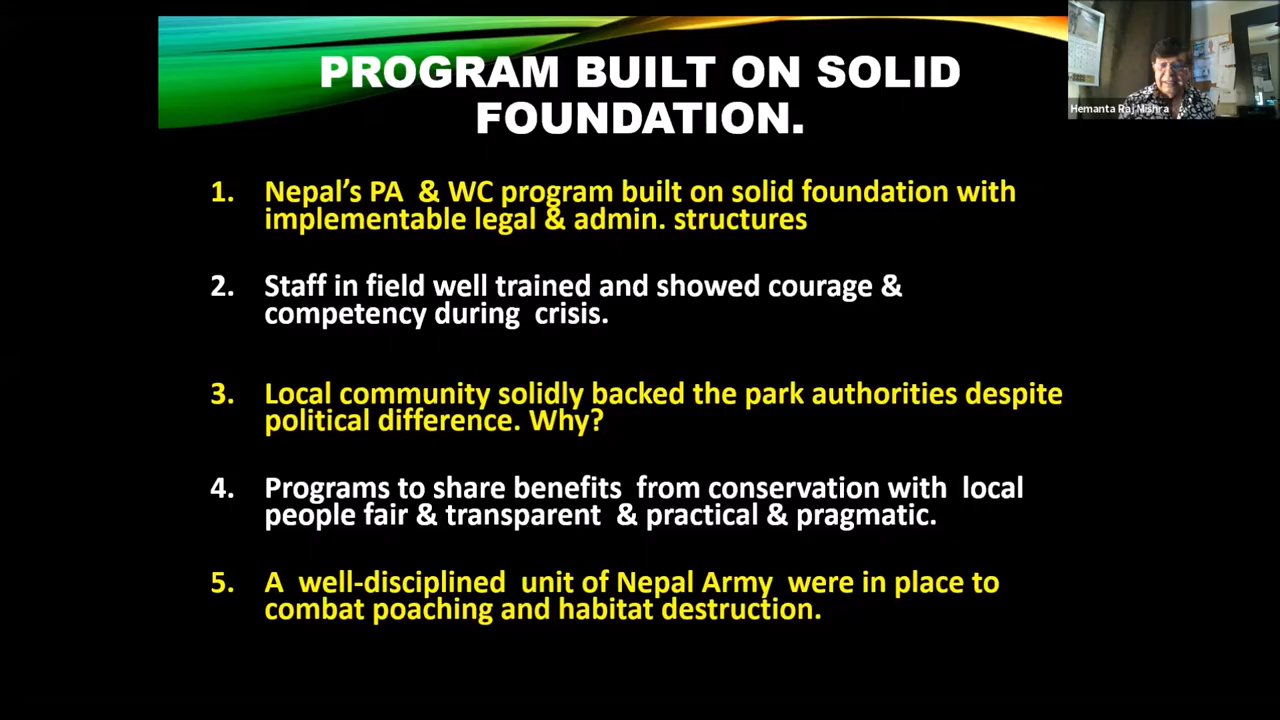 PROGRAM BUILT ON SOLID
FOUNDATION.
Hemanta Raj Mishra
1. Nepal's PA & WC program built on solid foundation with
implementable legal & admin. structures
2. Staff in field well trained and showed courage &
competency during crisis.
3. Local community solidly backed the park authorities despite
political difference. Why?
4. Programs to share benefits from conservation with local
people fair & transparent & practical & pragmatic.
5. A well-disciplined unit of Nepal Army were in place to
combat poaching and habitat destruction.